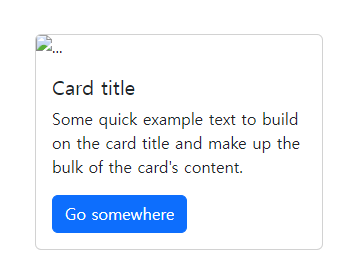 ...
Card title
Some quick example text to build
on the card title and make up the
bulk of the card's content.
Go somewhere